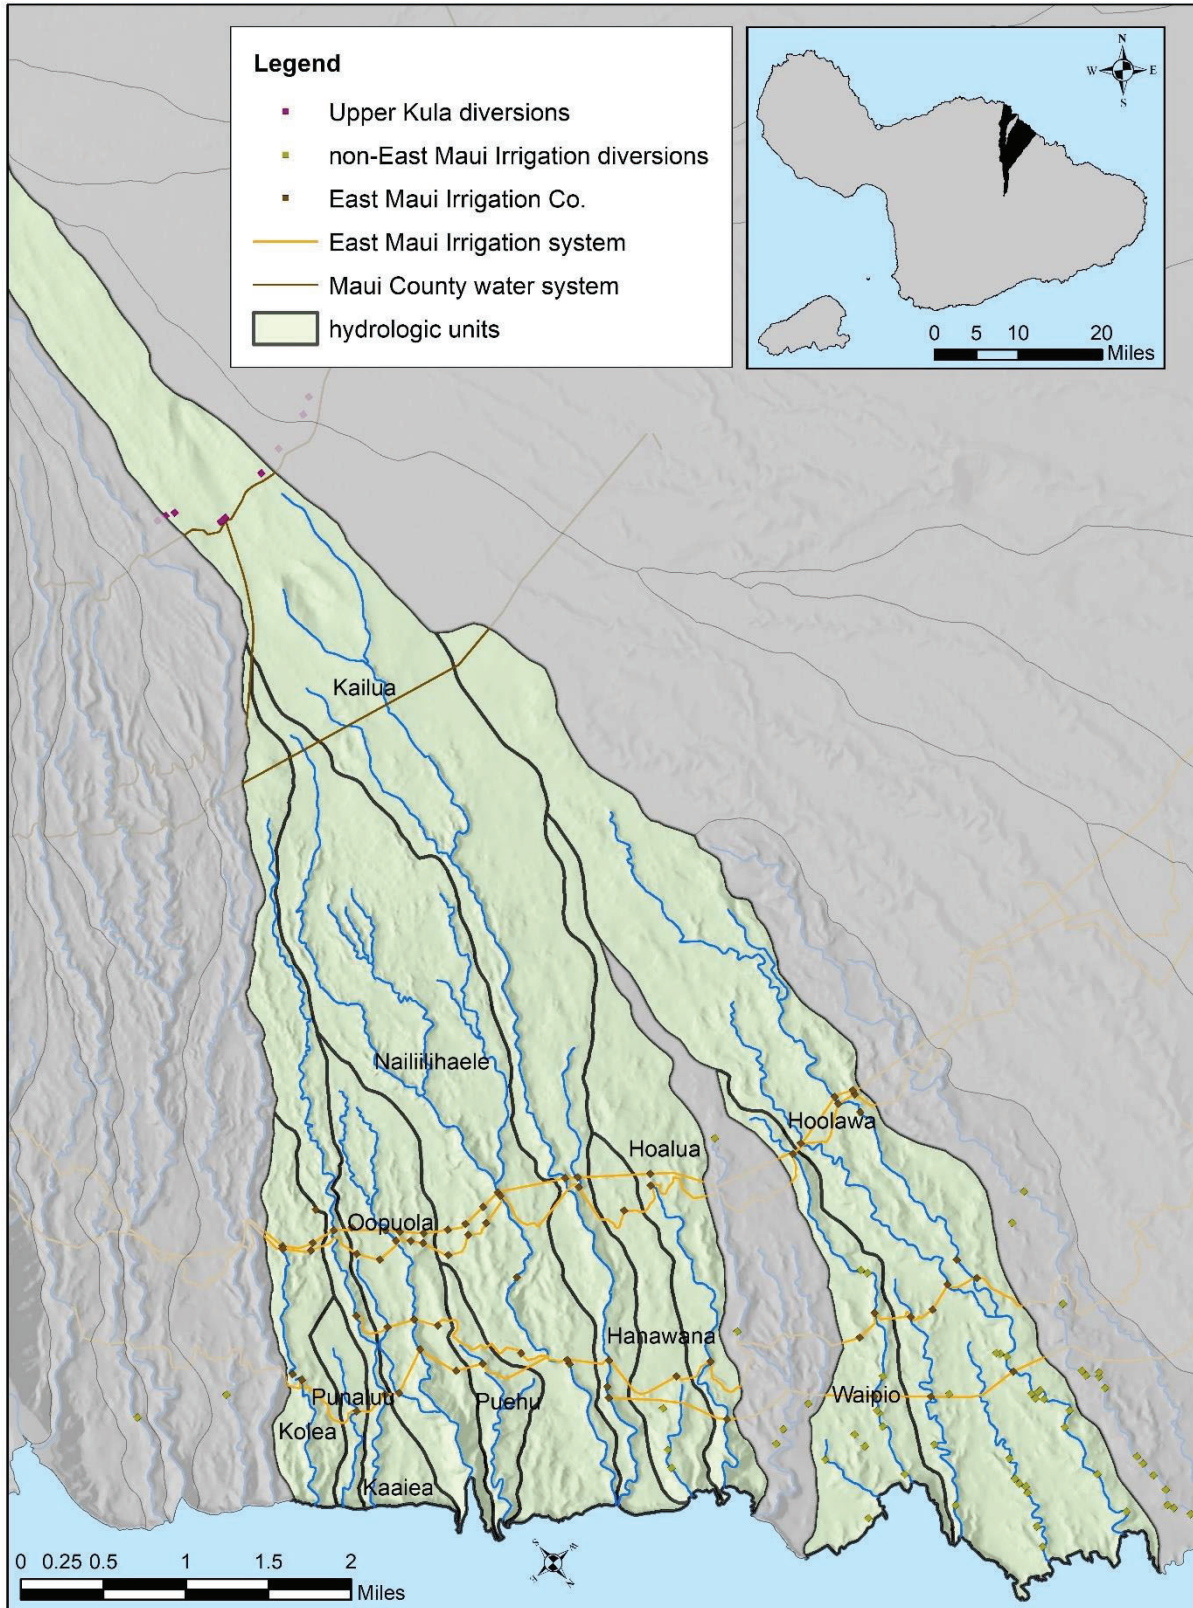 Legend
Upper Kula diversions
non-East Maui Irrigation diversions
East Maui Irrigation Co.
East Maui Irrigation system
Maui County water system
hydrologic units
N
W E
S
0 5 10 20
Miles
Kailua
Nailiilihaele
Hoolawa
Hoalua
Oopuola
Hanawana
Punaluu
Puehu
Waipio
Kolea
Kaaiea
S W
E N
0 0.25 0.5 1 1.5 2
Miles